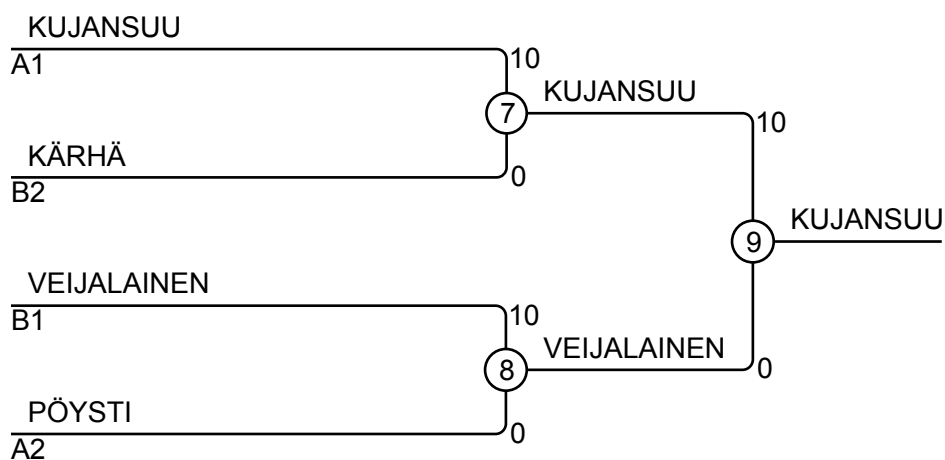 KUJANSUU
A1
10
7
KUJANSUU
10
KÄRHÄ
B2
0
9
KUJANSUU
VEIJALAINEN
B1
10
8
VEIJALAINEN
0
PÖYSTI
A2
0